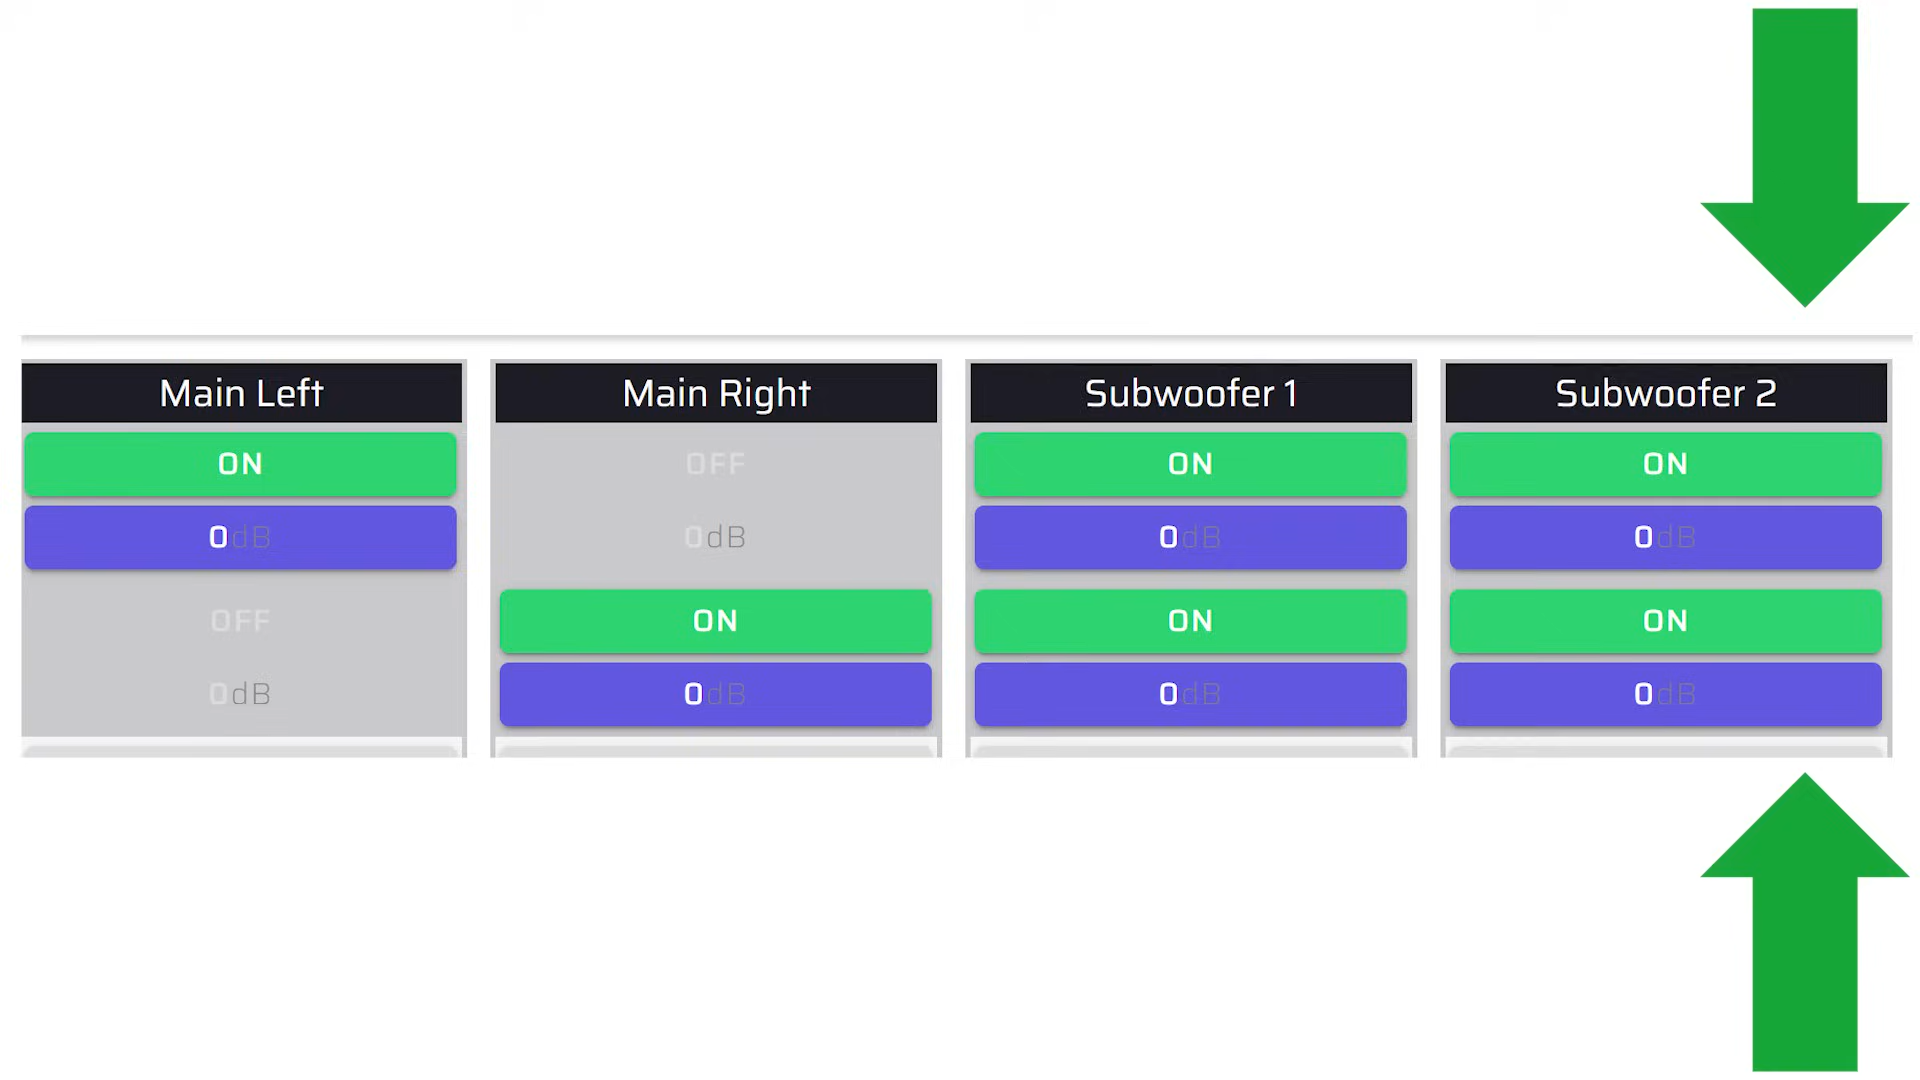 Main Left
Main Right
Subwoofer 1
Subwoofer 2
ON
OFF
ON
ON
0dB
0dB
0dB
0dB
OFF
ON
ON
ON
0dB
0dB
0dB
0dB